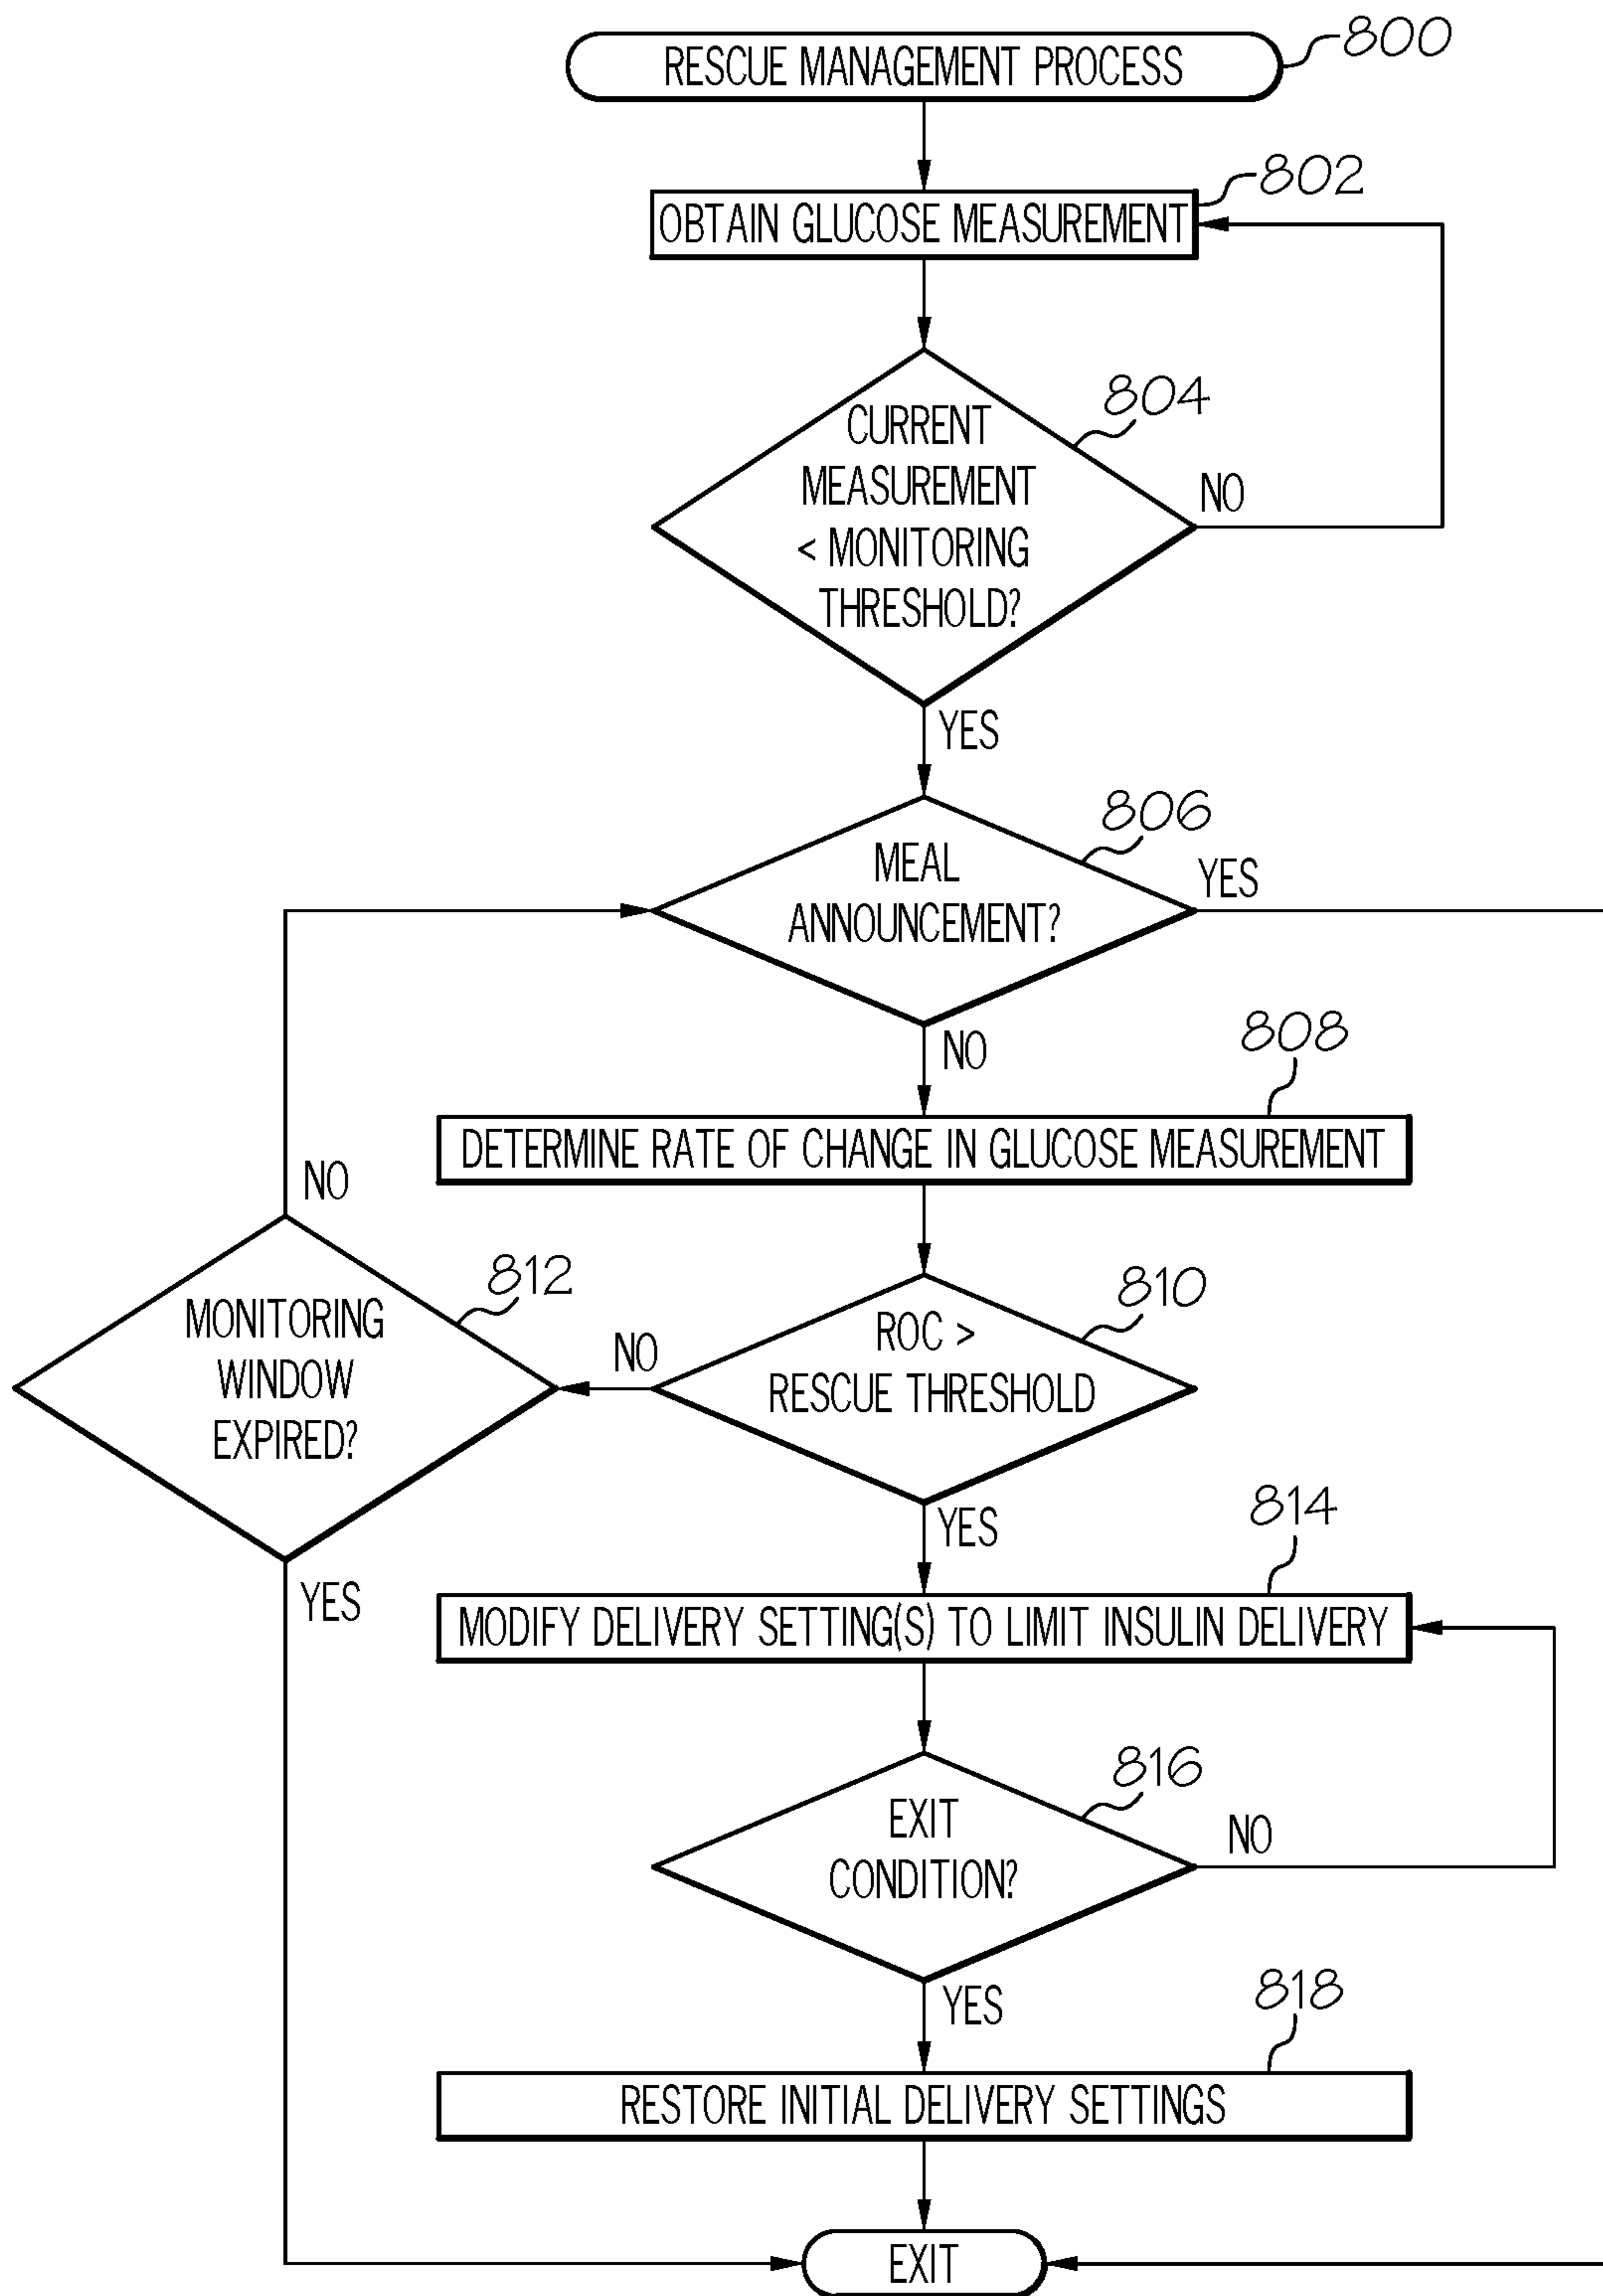 RESCUE MANAGEMENT PROCESS
800
802
OBTAIN GLUCOSE MEASUREMENT
804
CURRENT
MEASUREMENT
< MONITORING
THRESHOLD?
NO
YES
806
MEAL
ANNOUNCEMENT?
YES
NO
808
DETERMINE RATE OF CHANGE IN GLUCOSE MEASUREMENT
NO
812
MONITORING
WINDOW
EXPIRED?
YES
NO
810
ROC >
RESCUE THRESHOLD
YES
814
MODIFY DELIVERY SETTING(S) TO LIMIT INSULIN DELIVERY
816
EXIT
CONDITION?
NO
YES
818
RESTORE INITIAL DELIVERY SETTINGS
EXIT